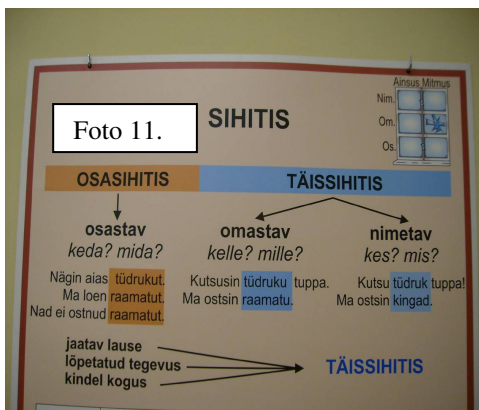 Foto 11.
SIHITIS
Ainsus Mitmus
Nim.
Om.
Os.
OSASIHITIS TÄISSIHITIS
osastav omastav nimetav
keda? mida? kelle? mille? kes? mis?
Nägin aias tüdrukut. Kutsusin tüdruku tuppa. Kutsu tüdruk tuppa!
Ma loen raamatut. Ma ostsin raamatu. Ma ostsin kingad.
Nad ei ostnud raamatut.
jaatav lause
lõpetatud tegevus TÄISSIHITIS
kindel kogus